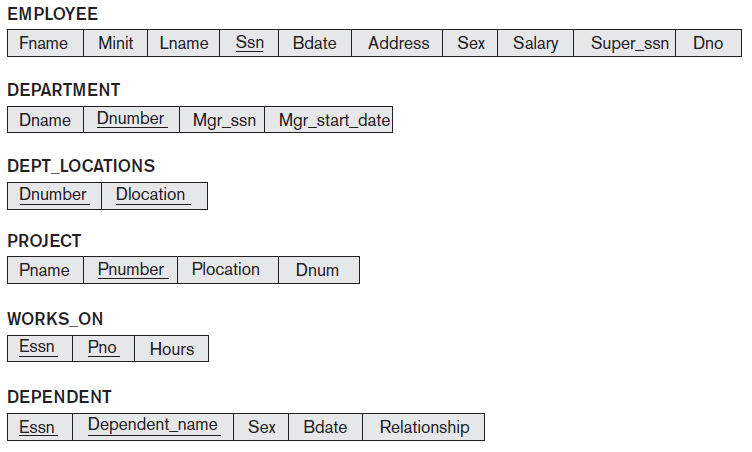 EMPLOYEE
Fname Minit Lname Ssn Bdate Address Sex Salary Super_ssn Dno
DEPARTMENT
Dname Dnumber Mgr_ssn Mgr_start_date
DEPT_LOCATIONS
Dnumber Dlocation
PROJECT
Pname Pnumber Plocation Dnum
WORKS_ON
Essn Pno Hours
DEPENDENT
Essn Dependent_name Sex Bdate Relationship